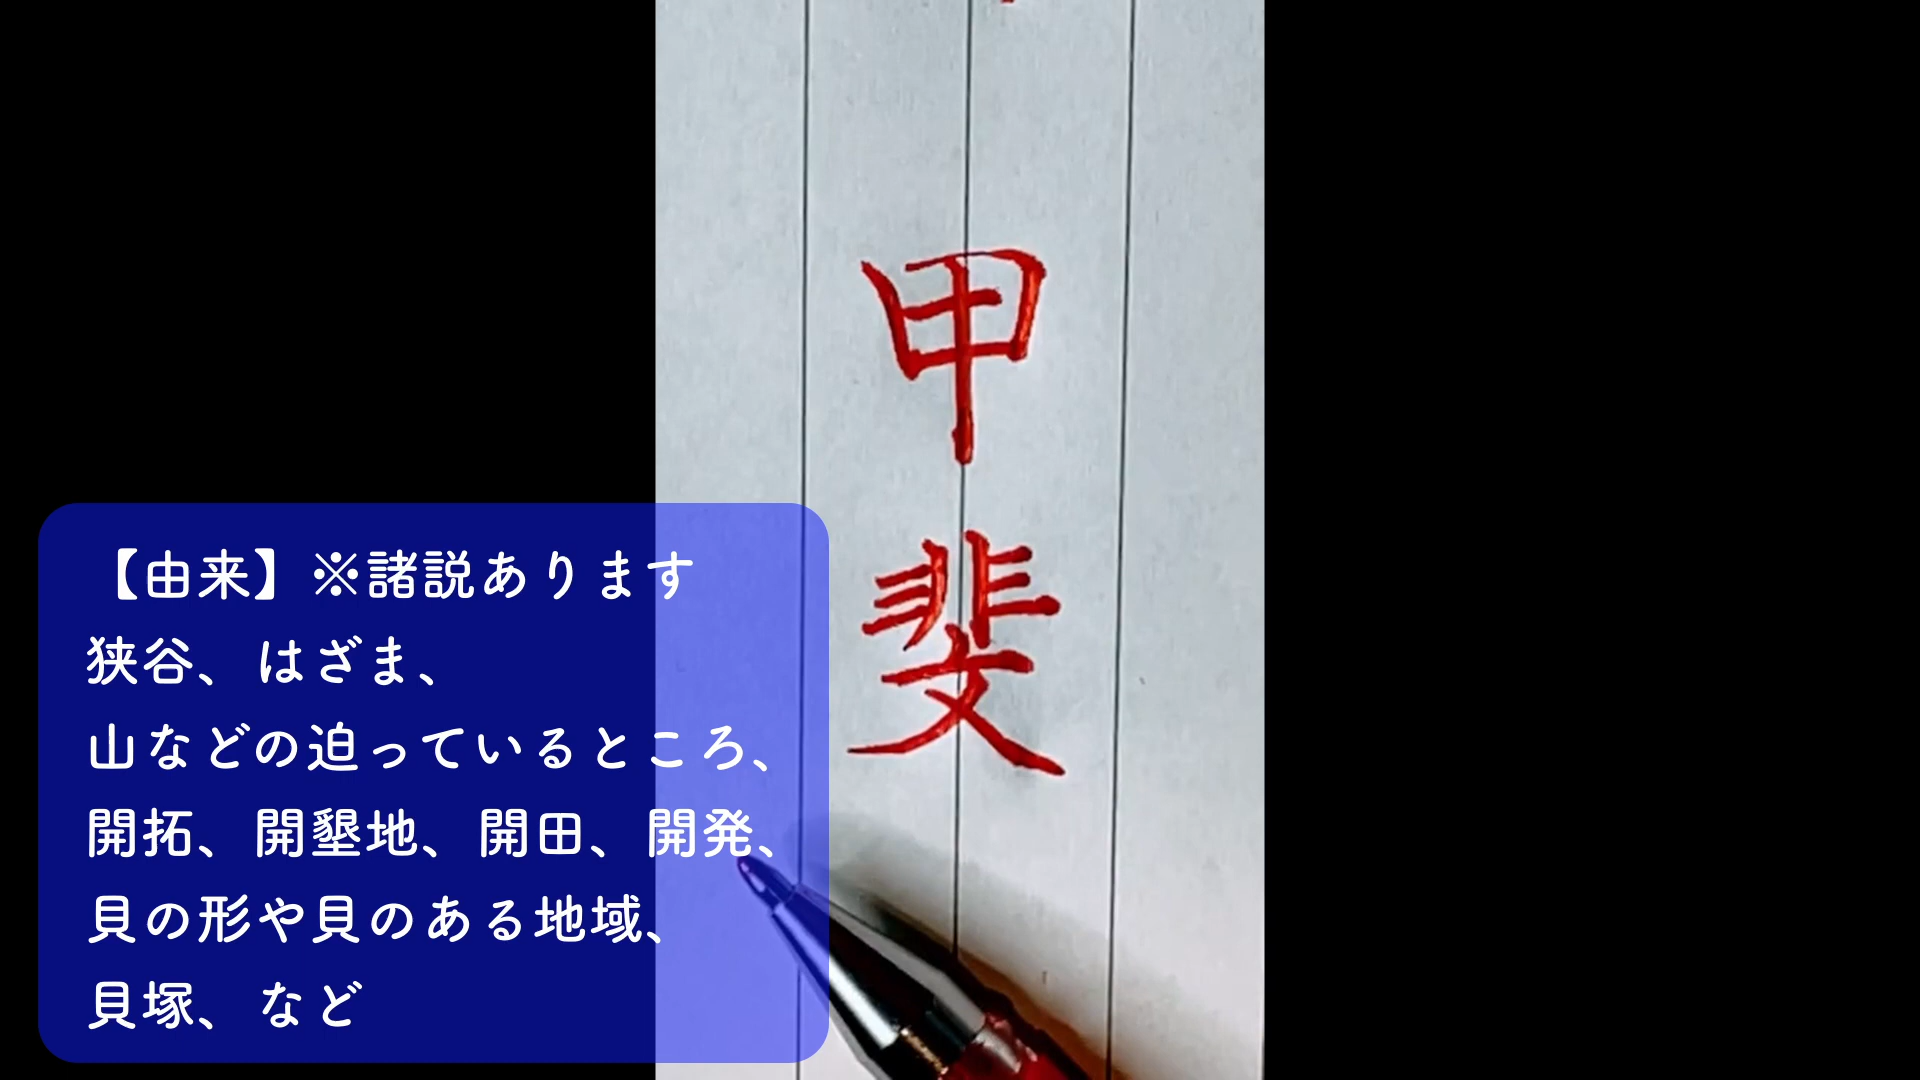 甲斐
【由来】※諸説あります
狭谷、はざま、
山などの迫っているところ、
開拓、開墾地、開田、開発、
貝の形や貝のある地域、
貝塚、など